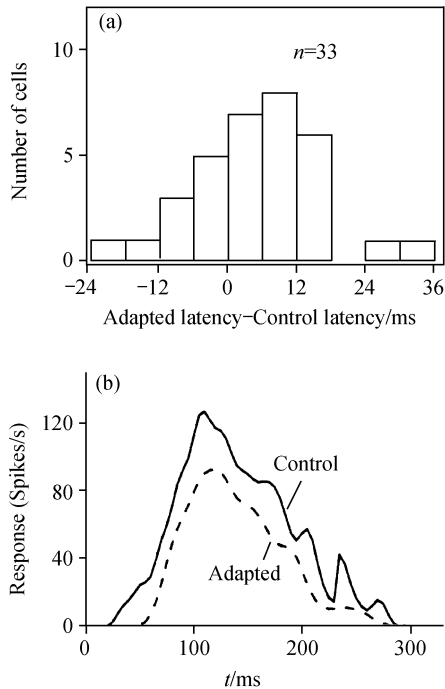 (a)
n=33
10
5
0
Number of cells
−24 −12 0 12 24 36
Adapted latency−Control latency/ms
(b)
120
80
40
0
Response (Spikes/s)
Control
Adapted
0 100 200 300
t/ms